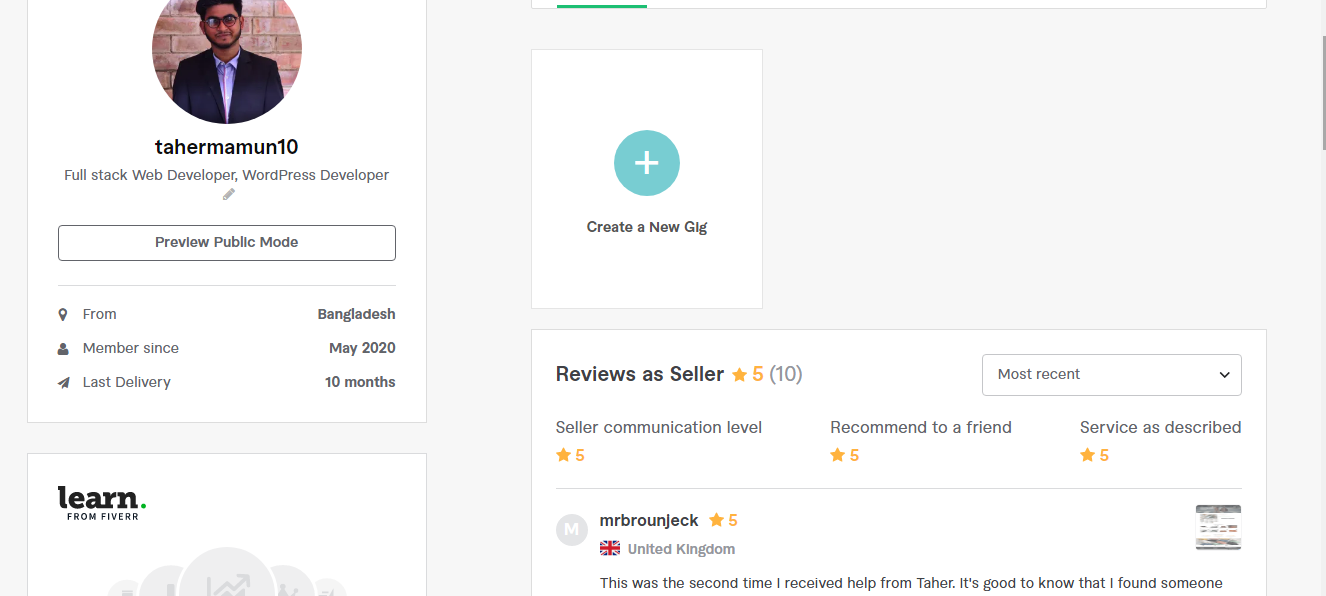 tahermamun10
Full stack Web Developer, WordPress Developer
Preview Public Mode
From Bangladesh
Member since May 2020
Last Delivery 10 months
learn.
FROM FIVERR
Create a New Gig
Reviews as Seller 5 (10)
Most recent
Seller communication level
5
Recommend to a friend
5
Service as described
5
M
mrbrounjeck 5
United Kingdom
This was the second time I received help from Taher. It's good to know that I found someone